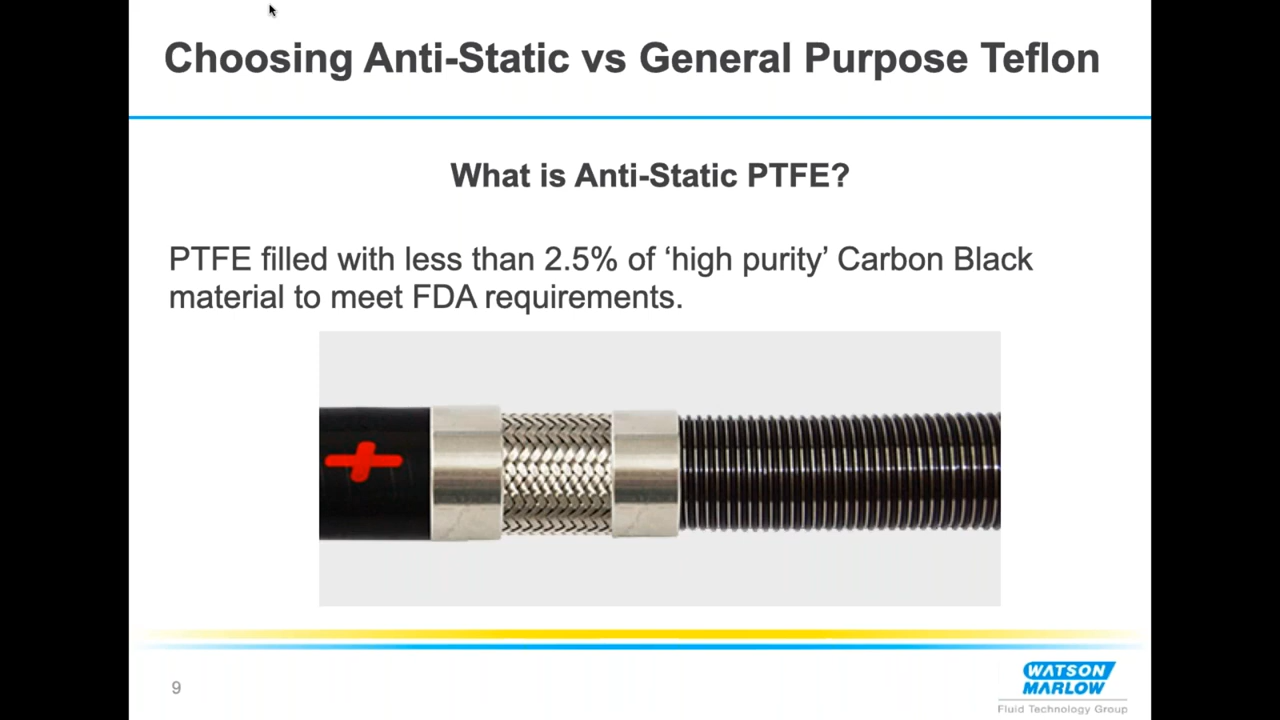 Choosing Anti-Static vs General Purpose Teflon
What is Anti-Static PTFE?
PTFE filled with less than 2.5% of ‘high purity’ Carbon Black
material to meet FDA requirements.
9
WATSON
MARLOW
Fluid Technology Group